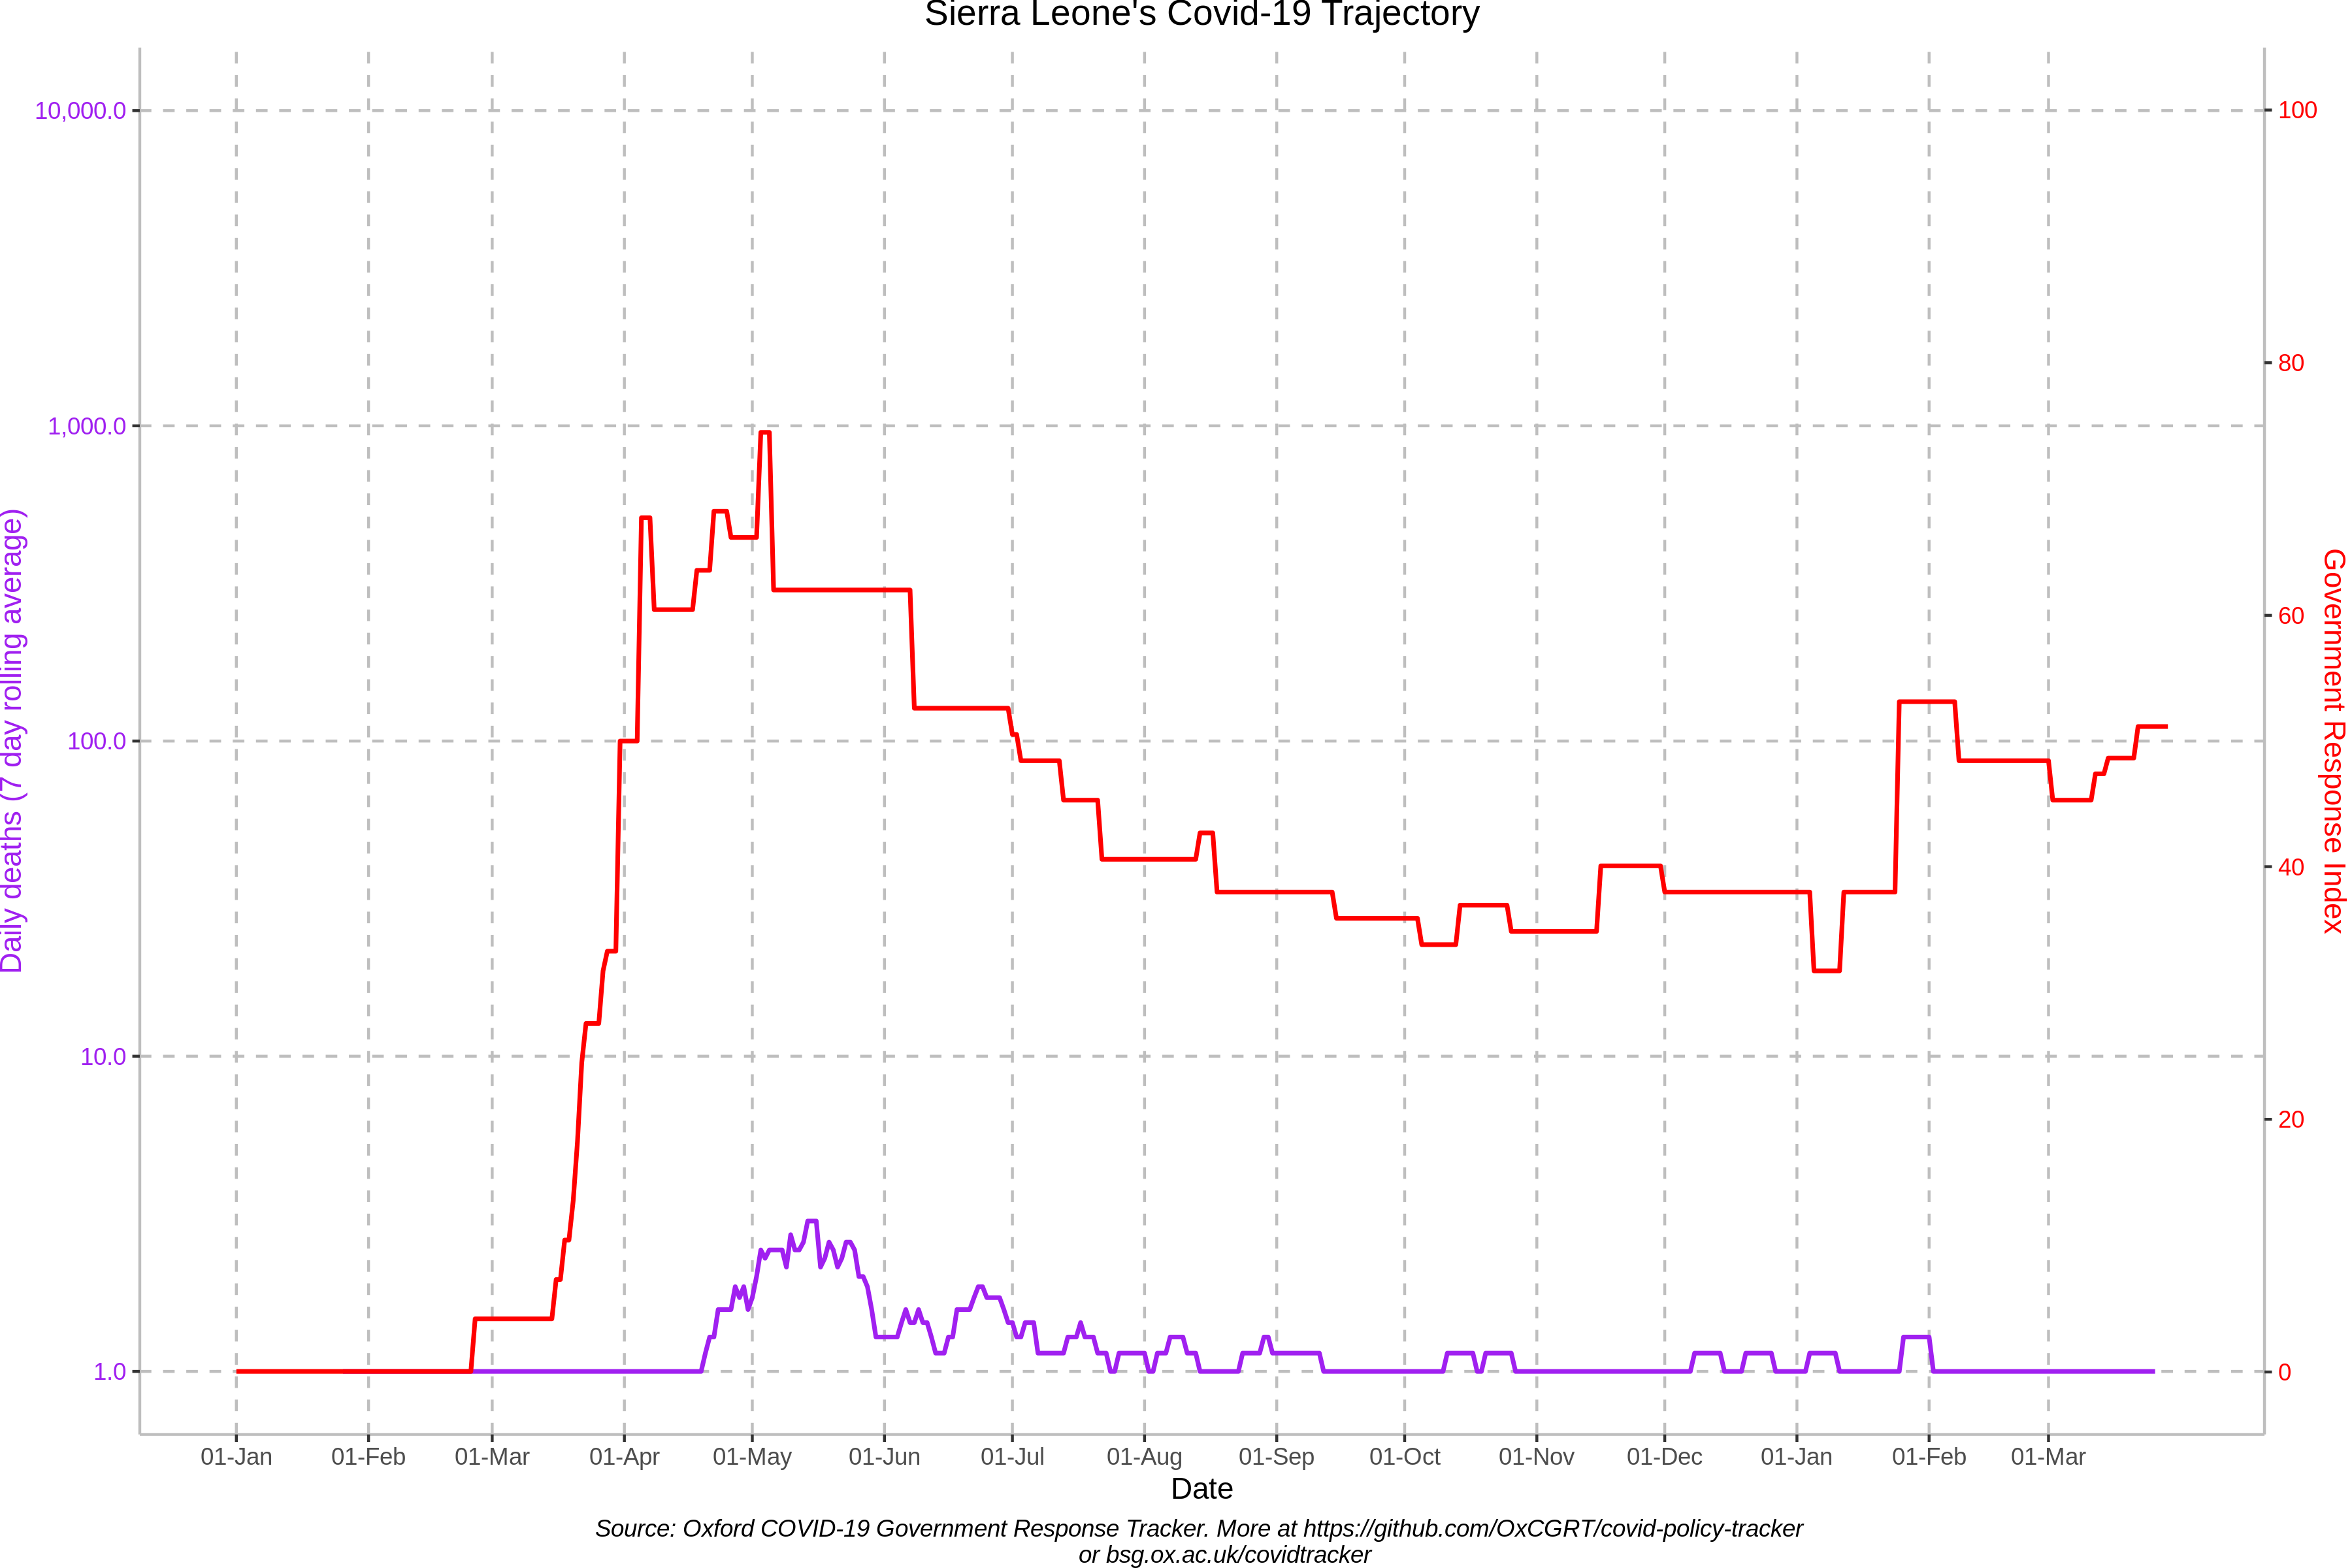 Sierra Leone's Covid-19 Trajectory
10,000.0
1,000.0
100.0
10.0
1.0
Daily deaths (7 day rolling average)
100
80
60
40
20
0
Government Response Index
01-Jan 01-Feb 01-Mar 01-Apr 01-May 01-Jun 01-Jul 01-Aug 01-Sep 01-Oct 01-Nov 01-Dec 01-Jan 01-Feb 01-Mar
Date
Source: Oxford COVID-19 Government Response Tracker. More at https://github.com/OxCGRT/covid-policy-tracker
or bsg.ox.ac.uk/covidtracker